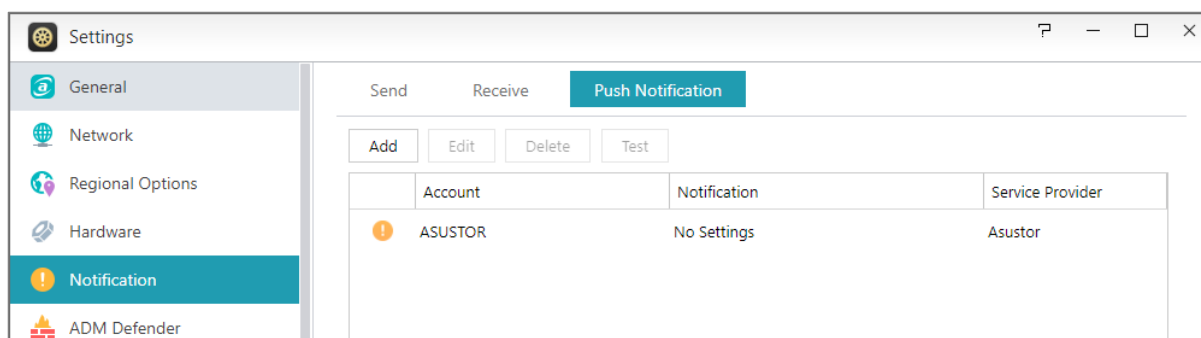 Settings
General
Network
Regional Options
Hardware
Notification
ADM Defender
Send Receive Push Notification
Add Edit Delete Test
Account Notification Service Provider
ASUSTOR No Settings Asustor